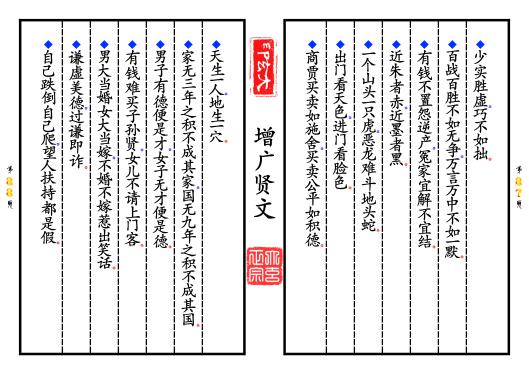 少实胜虚巧不如拙。
百战百胜不如无争万言万中不如一默。
有钱不置怨逆产冤家宜解不宜结。
近朱者赤近墨者黑。
一个山头一只虎恶龙难斗地头蛇。
出门看天色进门看脸色。
商贾买卖如施舍买卖公平如积德。
增广贤文
天生一人地生一穴。
家无三年之积不成其家国无九年之积不成其国。
男子有德便是才女子无才便是德。
有钱难买子孙贤女儿不请上门客。
男大当婚女大当嫁不婚不嫁惹出笑话。
谦虚美德过谦即诈。
自己跌倒自己爬望人扶持都是假。